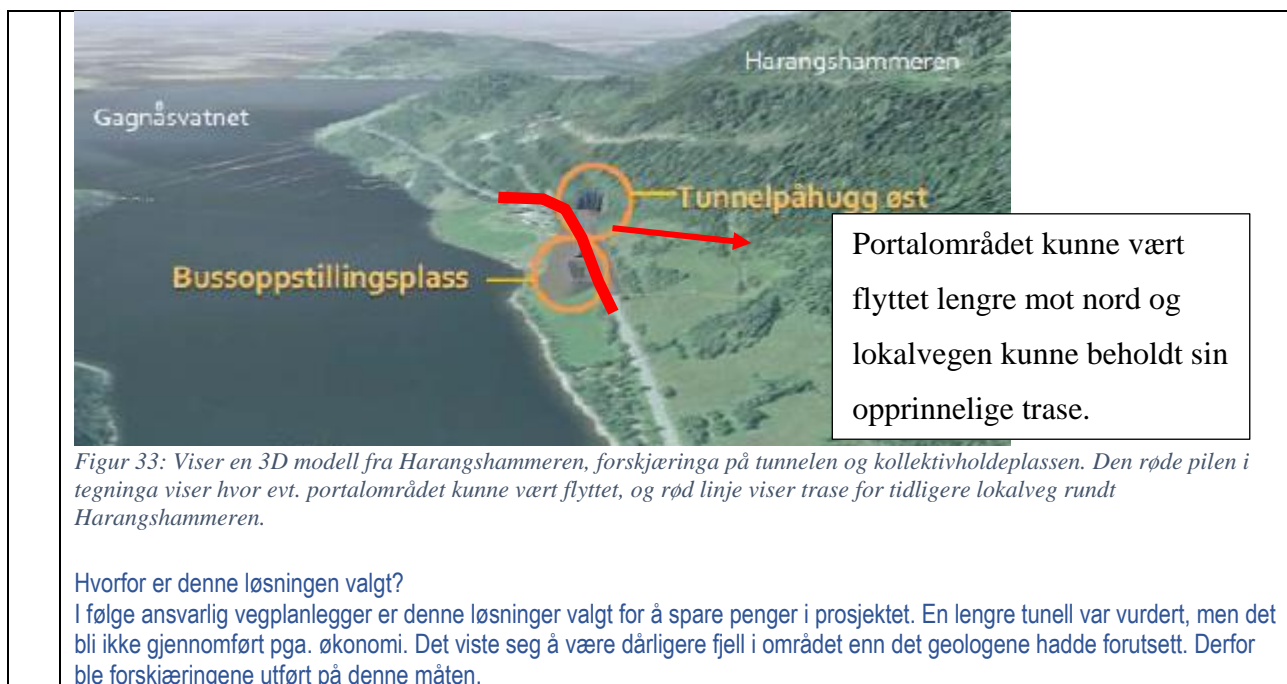 Harangshammeren
Gagnåsvatnet
Tunnelpåhugg øst
Bussoppstillingsplass
Portalområdet kunne vært
flyttet lengre mot nord og
lokalvegen kunne beholdt sin
opprinnelige trase.
Figur 33: Viser en 3D modell fra Harangshammeren, forskjæringa på tunnelen og kollektivholdeplassen. Den røde pilen i
tegninga viser hvor evt. portalområdet kunne vært flyttet, og rød linje viser trase for tidligere lokalveg rundt
Harangshammeren.
Hvorfor er denne løsningen valgt?
I følge ansvarlig vegplanlegger er denne løsninger valgt for å spare penger i prosjektet. En lengre tunell var vurdert, men det
bli ikke gjennomført pga. økonomi. Det viste seg å være dårligere fjell i området enn det geologene hadde forutsett. Derfor
ble forskjæringene utført på denne måten.